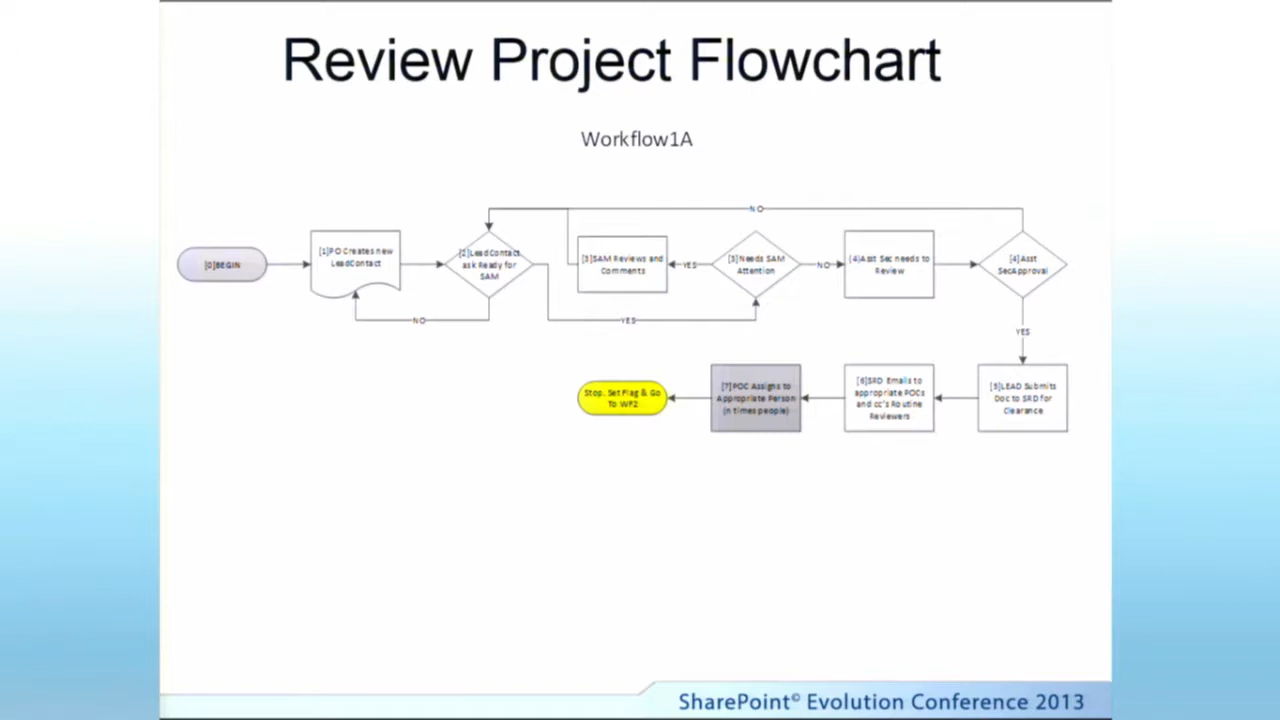 Review Project Flowchart
Workflow1A
NO
[0]BEGIN
[1]PO Creates new
LeadContact
[2]LeadContact
ask Ready for
SAM
[3]SAM Reviews and
Comments
YES
[3]Needs SAM
Attention
NO
[4]Asst Sec needs to
Review
[4]Asst
SecApproval
NO
YES
YES
Stop, Set Flag & Go
To WF2
[7]POC Assigns to
Appropriate Person
(n times people)
[6]SRD Emails to
appropriate POCs
and cc's Routine
Reviewers
[5]LEAD Submits
Doc to SRD for
Clearance
SharePoint© Evolution Conference 2013